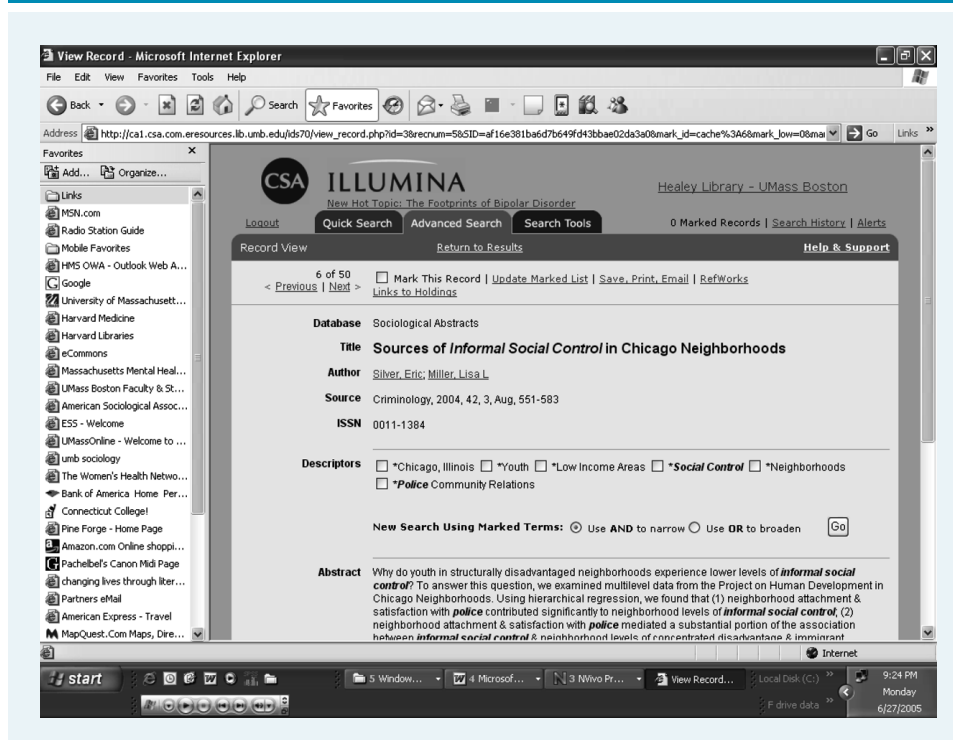 View Record - Microsoft Internet Explorer
File Edit View Favorites Tools Help
Back Search Favorites
Address http://ca1.csa.com.eresources.lib.umb.edu/ids70/view_record.php?id=3&recnum=5&SID=af16e381ba6d7b649fd43bbae02da3a0&mark_id=cache%3A6&mark_low=0&mai Go Links »
Favorites
Add... Organize...
Links
MSN.com
Radio Station Guide
Mobile Favorites
HMS OWA - Outlook Web A...
Google
University of Massachusett...
Harvard Medicine
Harvard Libraries
eCommons
Massachusetts Mental Heal...
UMass Boston Faculty & St...
American Sociological Assoc...
ESS - Welcome
UMassOnline - Welcome to ...
umb sociology
The Women's Health Netwo...
Bank of America Home Per...
Connecticut College!
Pine Forge - Home Page
Amazon.com Online shoppi...
Pachelbel's Canon Midi Page
changing lives through liter...
Partners eMail
American Express - Travel
MapQuest.Com Maps, Dire...
CSA ILLUMINA
New Hot Topic: The Footprints of Bipolar Disorder
Healey Library - UMass Boston
Logout Quick Search Advanced Search Search Tools 0 Marked Records | Search History | Alerts
Record View Return to Results Help & Support
6 of 50
< Previous | Next >
Mark This Record | Update Marked List | Save, Print, Email | RefWorks
Links to Holdings
Database Sociological Abstracts
Title Sources of Informal Social Control in Chicago Neighborhoods
Author Silver, Eric; Miller, Lisa L
Source Criminology, 2004, 42, 3, Aug, 551-583
ISSN 0011-1384
Descriptors *Chicago, Illinois *Youth *Low Income Areas *Social Control *Neighborhoods
*Police Community Relations
New Search Using Marked Terms: Use AND to narrow Use OR to broaden Go
Abstract Why do youth in structurally disadvantaged neighborhoods experience lower levels of informal social
control? To answer this question, we examined multilevel data from the Project on Human Development in
Chicago Neighborhoods. Using hierarchical regression, we found that (1) neighborhood attachment &
satisfaction with police contributed significantly to neighborhood levels of informal social control; (2)
neighborhood attachment & satisfaction with police mediated a substantial portion of the association
between informal social control & neighborhood levels of concentrated disadvantage & immigrant
Internet
start 5 Window... 4 Microsof... 3 NVivo Pr... View Record... Local Disk (C:) » 9:24 PM
Monday
F drive data » 6/27/2005